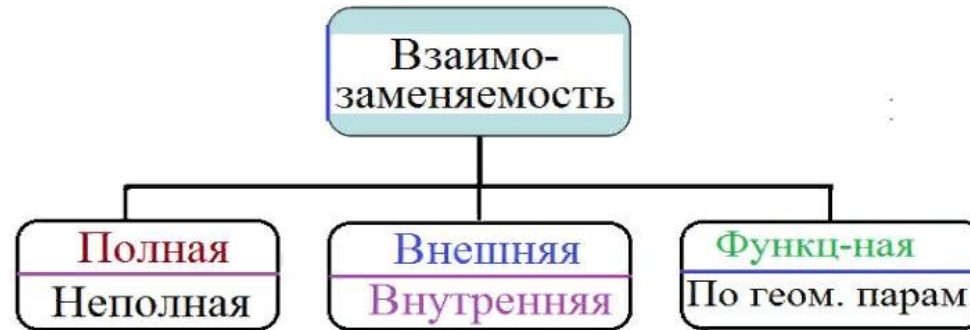 Взаимо-
заменяемость
Полная
Неполная
Внешняя
Внутренняя
Функц-ная
По геом. парам